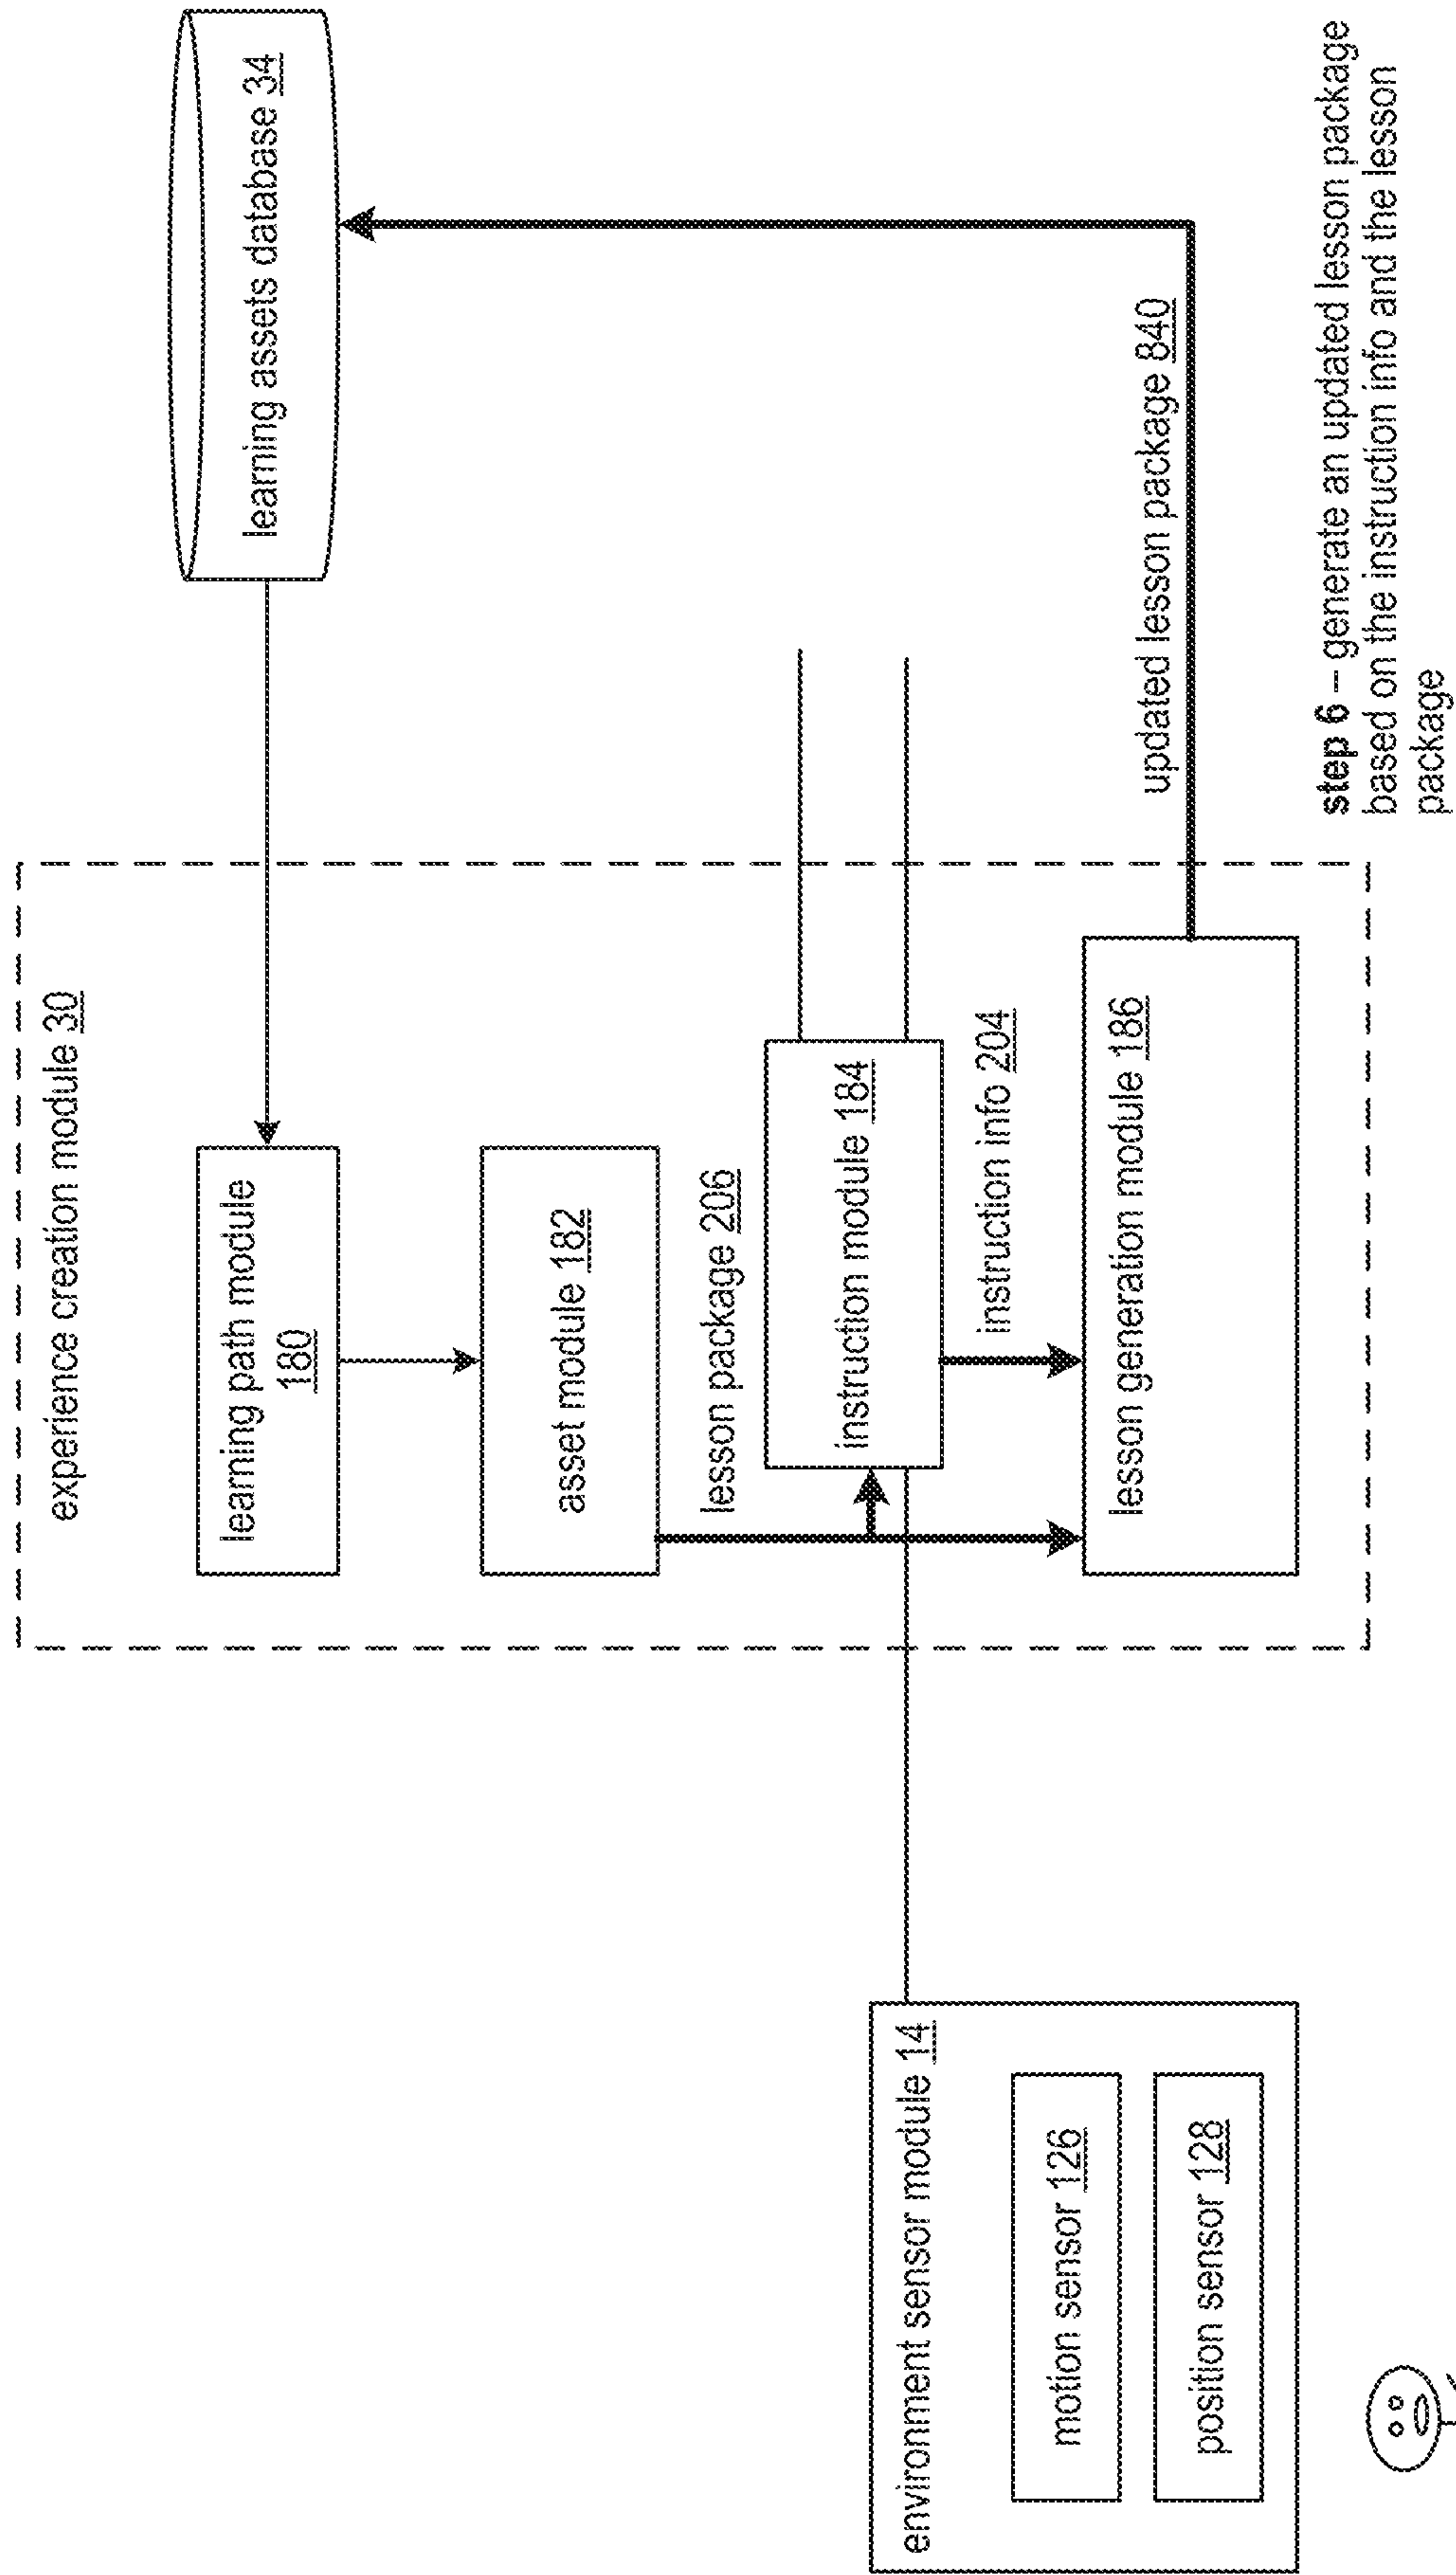 experience creation module 30
learning assets database 34
learning path module
180
asset module 182
lesson package 206
instruction module 184
instruction info 204
lesson generation module 186
updated lesson package 840
environment sensor module 14
motion sensor 126
position sensor 128
step 6 – generate an updated lesson package
based on the instruction info and the lesson
package